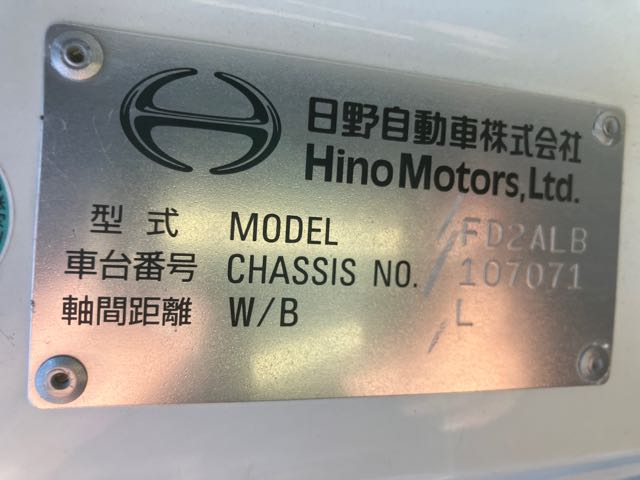 日野自動車株式会社
Hino Motors, Ltd.
型式 MODEL FD2ALB
車台番号 CHASSIS NO. 107071
軸間距離 W/B L